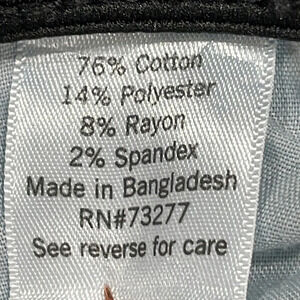 76% Cotton
14% Polyester
8% Rayon
2% Spandex
Made in Bangladesh
RN#73277
See reverse for care